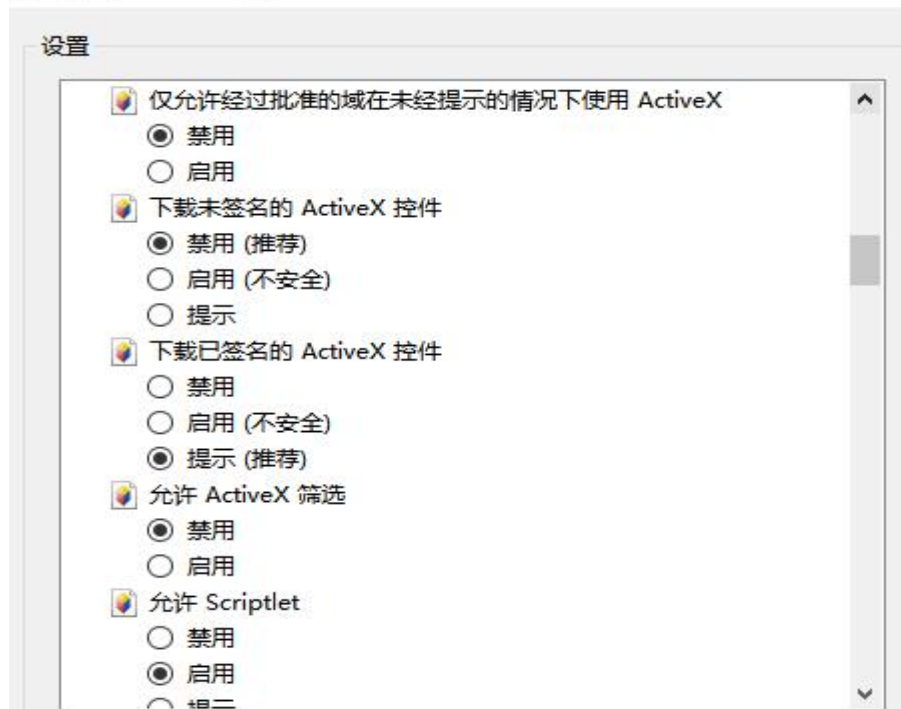 设置
仅允许经过批准的域在未经提示的情况下使用 ActiveX
禁用
启用
下载未签名的 ActiveX 控件
禁用 (推荐)
启用 (不安全)
提示
下载已签名的 ActiveX 控件
禁用
启用 (不安全)
提示 (推荐)
允许 ActiveX 筛选
禁用
启用
允许 Scriptlet
禁用
启用